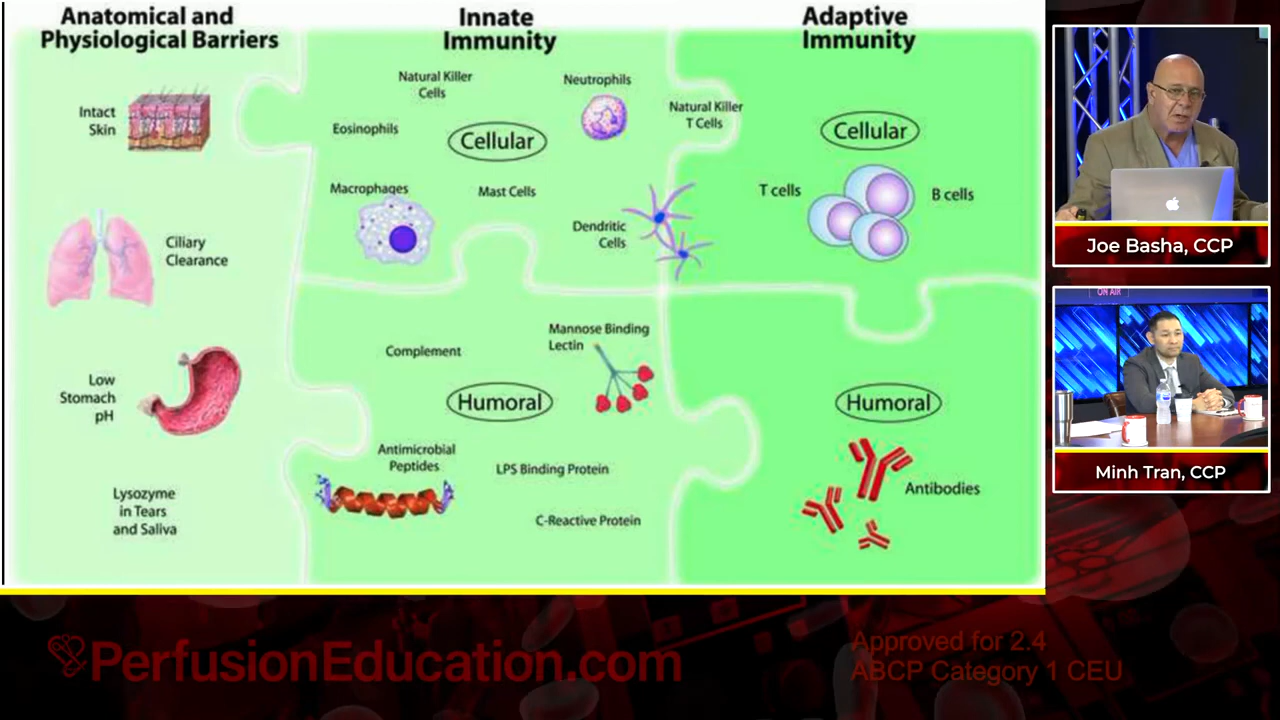 Anatomical and
Physiological Barriers
Innate
Immunity
Adaptive
Immunity
Intact
Skin
Ciliary
Clearance
Low
Stomach
pH
Lysozyme
in Tears
and Saliva
Natural Killer
Cells
Neutrophils
Eosinophils
Cellular
Macrophages
Mast Cells
Dendritic
Cells
Natural Killer
T Cells
Cellular
T cells
B cells
Complement
Mannose Binding
Lectin
Humoral
Antimicrobial
Peptides
LPS Binding Protein
C-Reactive Protein
Humoral
Antibodies
Joe Basha, CCP
ON AIR
Minh Tran, CCP
PerfusionEducation.com
Approved for 2.4
ABCP Category 1 CEU